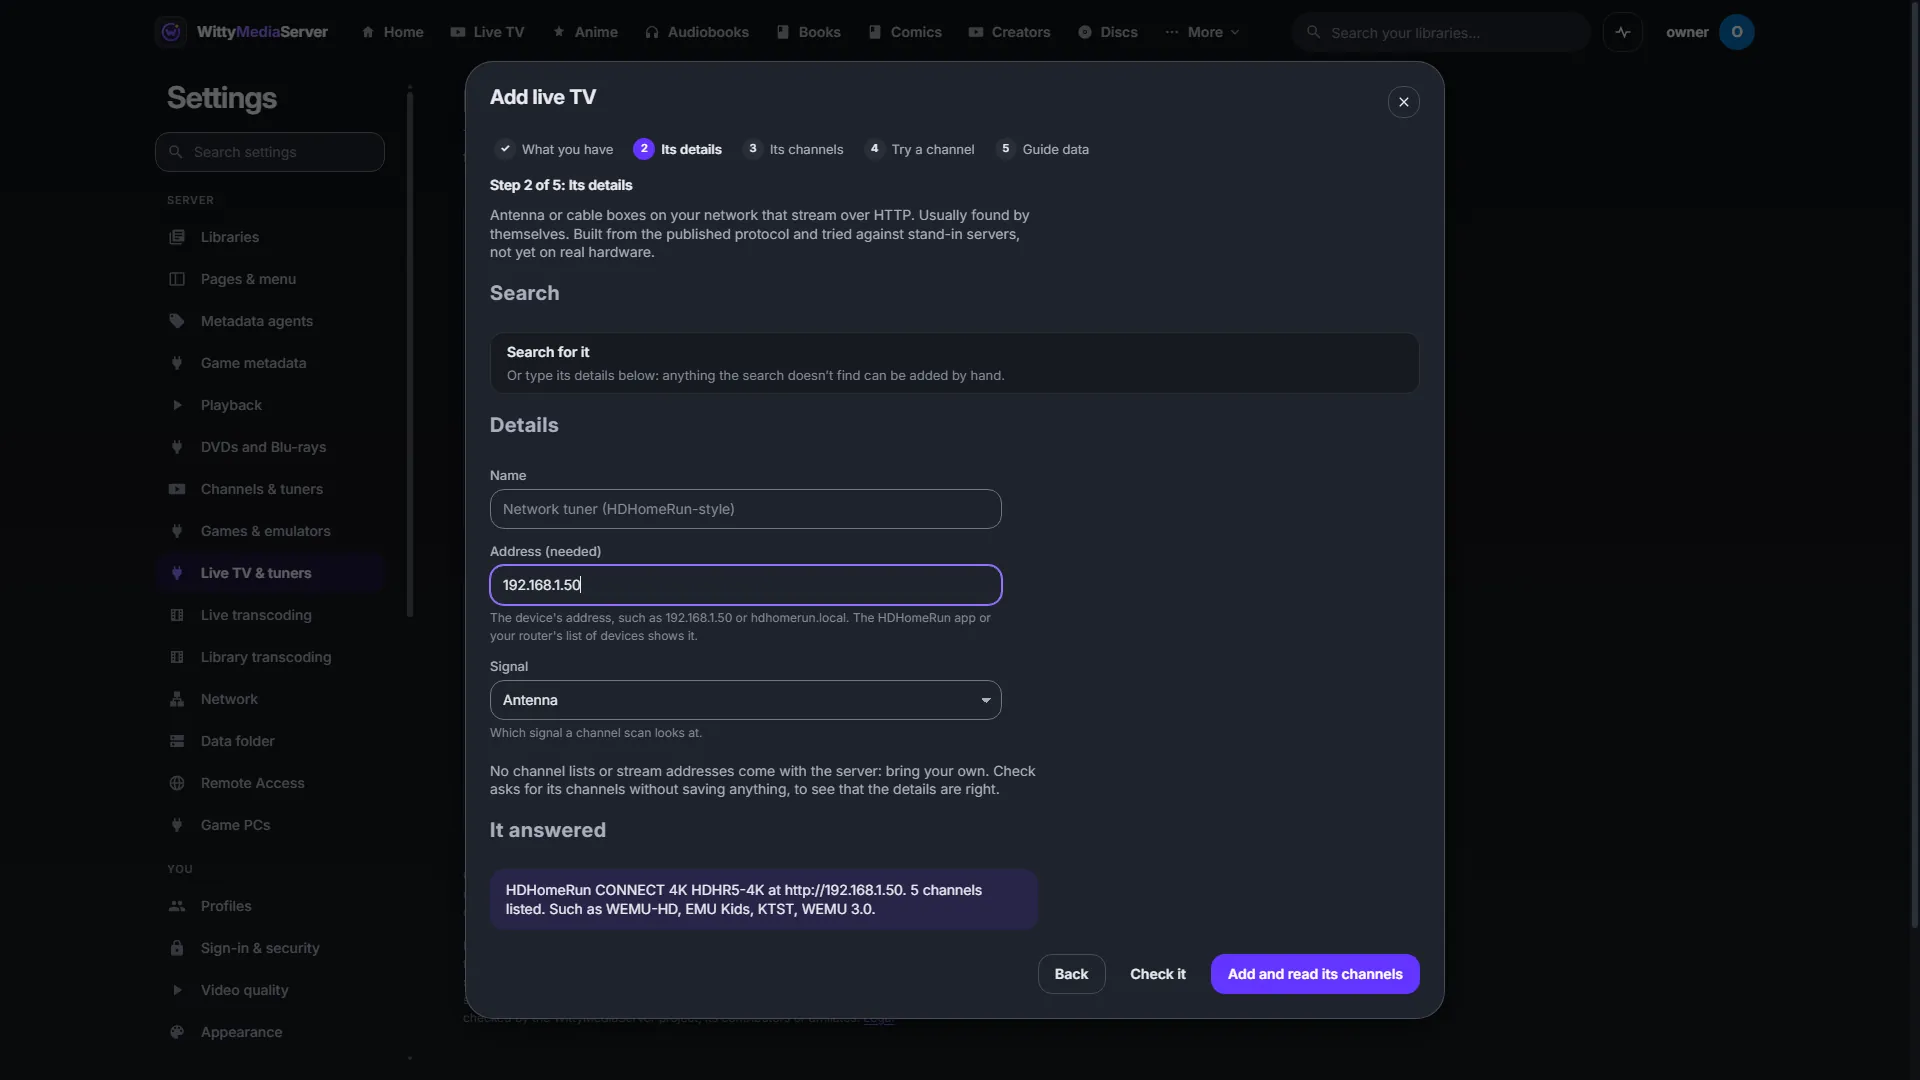 WittyMediaServer
Home
Live TV
Anime
Audiobooks
Books
Comics
Creators
Discs
More
Search your libraries...
owner
O
Settings
Search settings
SERVER
Libraries
Pages & menu
Metadata agents
Game metadata
Playback
DVDs and Blu-rays
Channels & tuners
Games & emulators
Live TV & tuners
Live transcoding
Library transcoding
Network
Data folder
Remote Access
Game PCs
YOU
Profiles
Sign-in & security
Video quality
Appearance
Add live TV
What you have
2 Its details
3 Its channels
4 Try a channel
5 Guide data
Step 2 of 5: Its details
Antenna or cable boxes on your network that stream over HTTP. Usually found by
themselves. Built from the published protocol and tried against stand-in servers,
not yet on real hardware.
Search
Search for it
Or type its details below: anything the search doesn't find can be added by hand.
Details
Name
Network tuner (HDHomeRun-style)
Address (needed)
192.168.1.50
The device's address, such as 192.168.1.50 or hdhomerun.local. The HDHomeRun app or
your router's list of devices shows it.
Signal
Antenna
Which signal a channel scan looks at.
No channel lists or stream addresses come with the server: bring your own. Check
asks for its channels without saving anything, to see that the details are right.
It answered
HDHomeRun CONNECT 4K HDHR5-4K at http://192.168.1.50. 5 channels
listed. Such as WEMU-HD, EMU Kids, KTST, WEMU 3.0.
Back
Check it
Add and read its channels